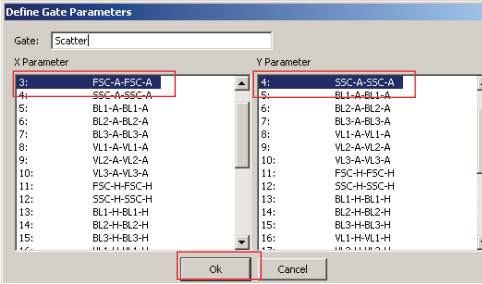 Define Gate Parameters
Gate: Scatter
X Parameter
3: FSC-A-FSC-A
4: SSC-A-SSC-A
5: BL1-A-BL1-A
6: BL2-A-BL2-A
7: BL3-A-BL3-A
8: VL1-A-VL1-A
9: VL2-A-VL2-A
10: VL3-A-VL3-A
11: FSC-H-FSC-H
12: SSC-H-SSC-H
13: BL1-H-BL1-H
14: BL2-H-BL2-H
15: BL3-H-BL3-H
Y Parameter
4: SSC-A-SSC-A
5: BL1-A-BL1-A
6: BL2-A-BL2-A
7: BL3-A-BL3-A
8: VL1-A-VL1-A
9: VL2-A-VL2-A
10: VL3-A-VL3-A
11: FSC-H-FSC-H
12: SSC-H-SSC-H
13: BL1-H-BL1-H
14: BL2-H-BL2-H
15: BL3-H-BL3-H
16: VL1-H-VL1-H
Ok
Cancel